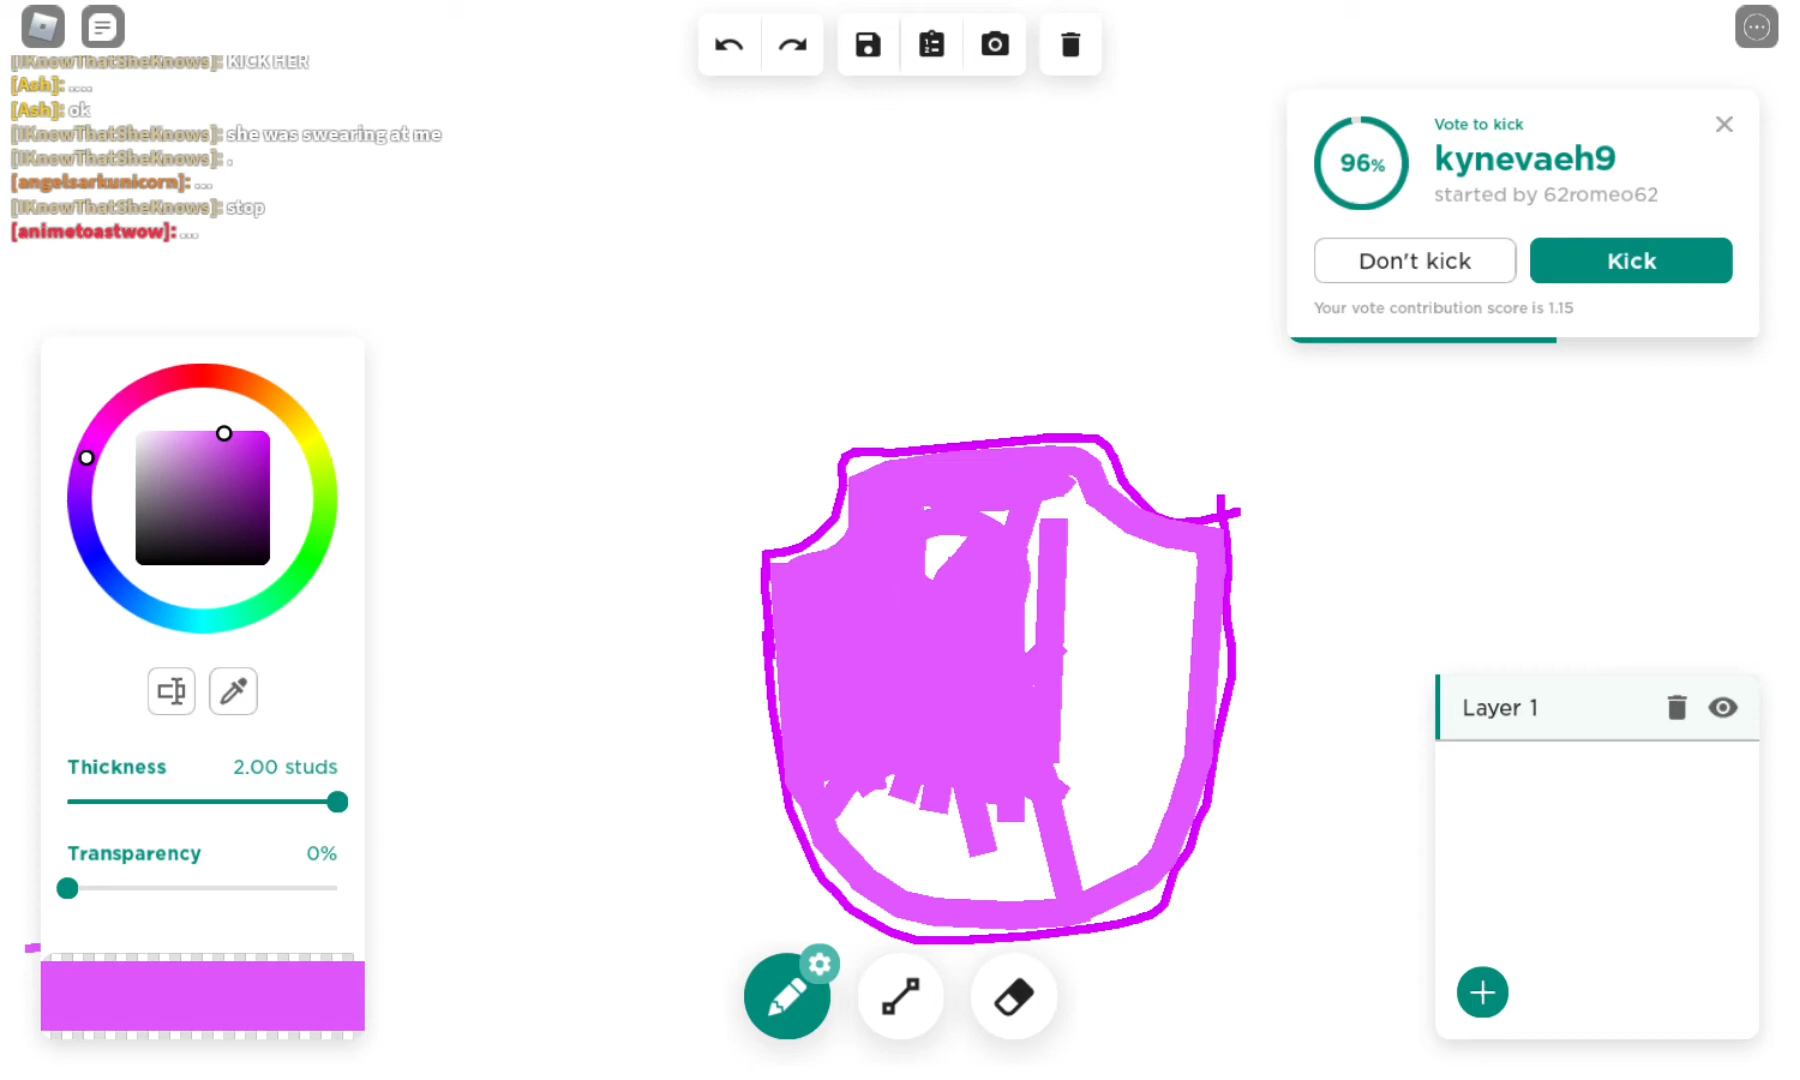 [IKnowThatSheKnows]: KICK HER
[Ash]: ....
[Ash]: ok
[IKnowThatSheKnows]: she was swearing at me
[IKnowThatSheKnows]: .
[angelsarkunicorn]: ...
[IKnowThatSheKnows]: stop
[animetoastwow]: ...
96%
Vote to kick
kynevaeh9
started by 62romeo62
Don't kick
Kick
Your vote contribution score is 1.15
Thickness 2.00 studs
Transparency 0%
Layer 1